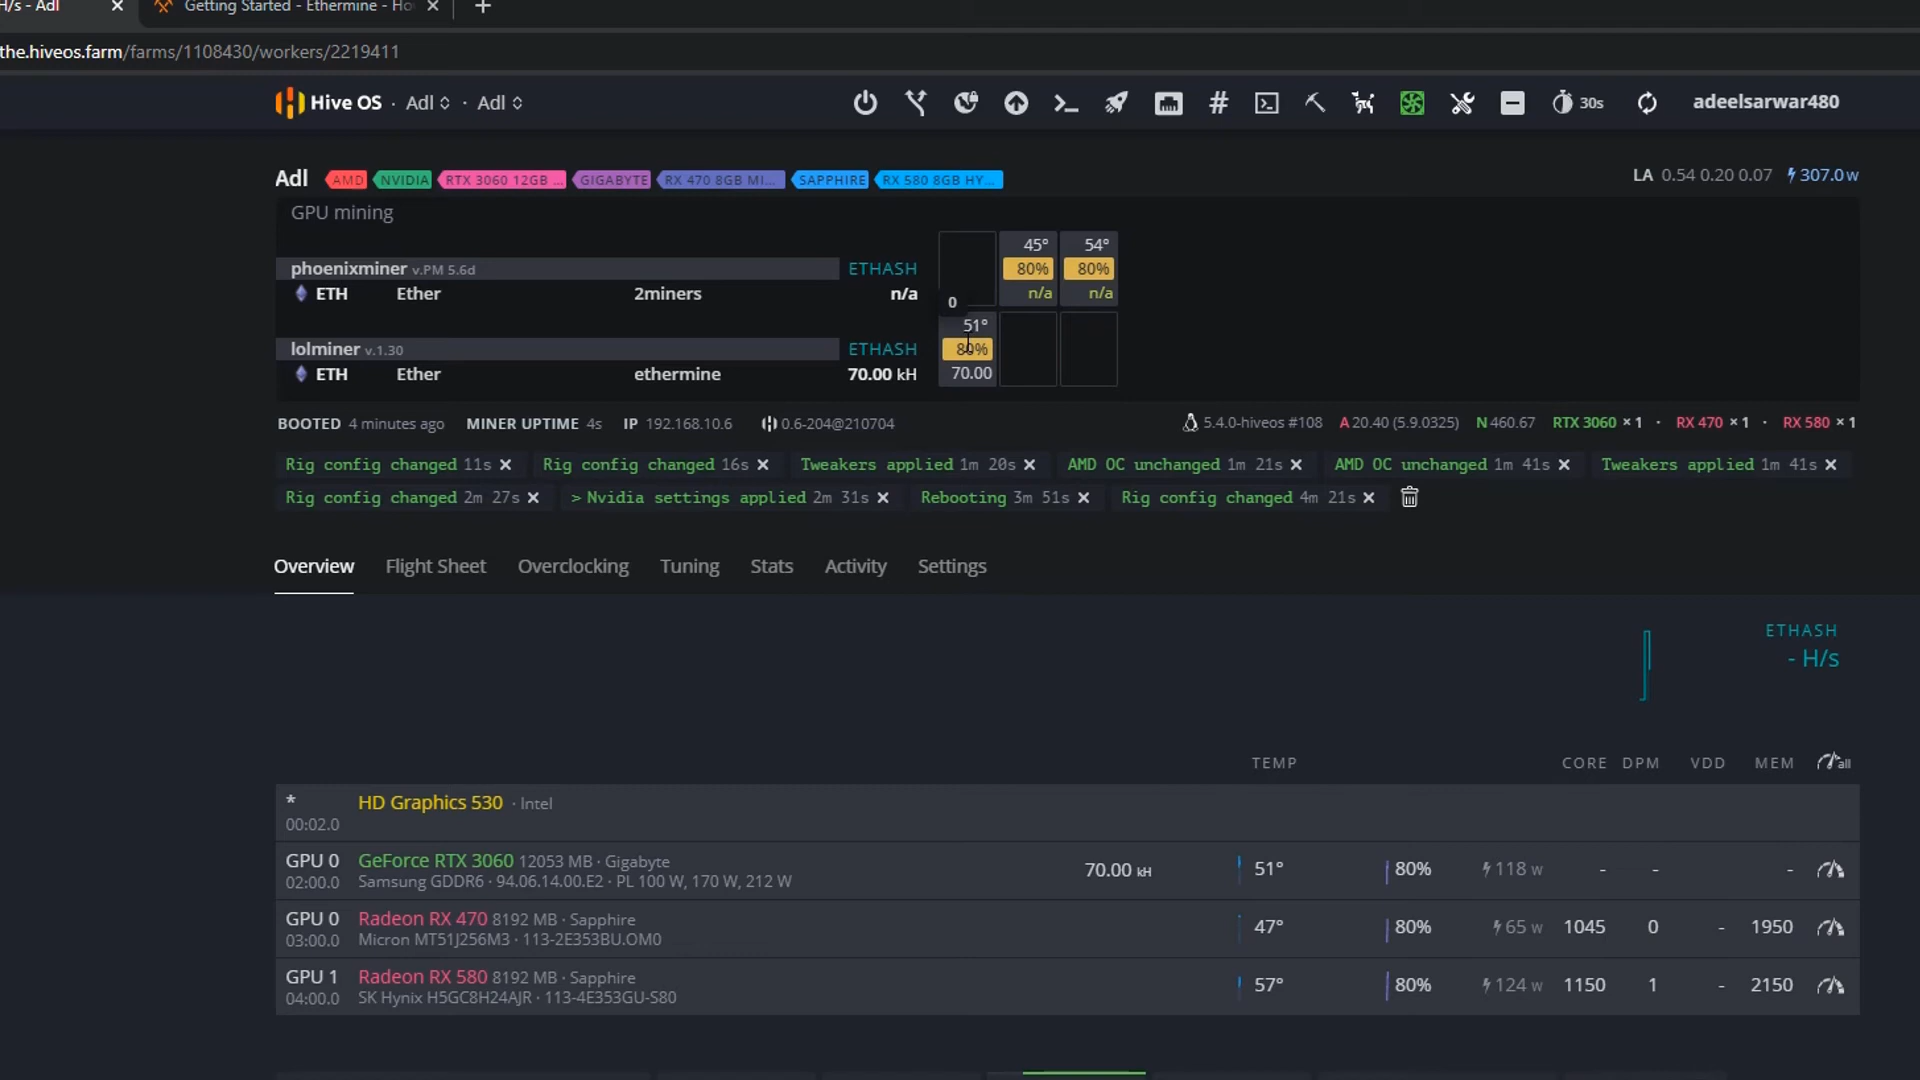 H/s - Adl
Getting Started - Ethermine - Ho
the.hiveos.farm/farms/1108430/workers/2219411
Hive OS · Adl · Adl
30s
adeelsarwar480
Adl AMD NVIDIA RTX 3060 12GB ... GIGABYTE RX 470 8GB MI... SAPPHIRE RX 580 8GB HY...
LA 0.54 0.20 0.07 307.0 w
GPU mining
45° 54°
phoenixminer v.PM 5.6d ETHASH 80% 80%
ETH Ether 2miners n/a n/a n/a
0
51°
lolminer v.1.30 ETHASH 80%
ETH Ether ethermine 70.00 kH 70.00
BOOTED 4 minutes ago MINER UPTIME 4s IP 192.168.10.6 0.6-204@210704 5.4.0-hiveos #108 A 20.40 (5.9.0325) N 460.67 RTX 3060 × 1 · RX 470 × 1 · RX 580 × 1
Rig config changed 11s Rig config changed 16s Tweakers applied 1m 20s AMD OC unchanged 1m 21s AMD OC unchanged 1m 41s Tweakers applied 1m 41s
Rig config changed 2m 27s > Nvidia settings applied 2m 31s Rebooting 3m 51s Rig config changed 4m 21s
Overview Flight Sheet Overclocking Tuning Stats Activity Settings
ETHASH
- H/s
TEMP CORE DPM VDD MEM all
* HD Graphics 530 · Intel
00:02.0
GPU 0 GeForce RTX 3060 12053 MB · Gigabyte 70.00 kH 51° 80% 118 w - - -
02:00.0 Samsung GDDR6 · 94.06.14.00.E2 · PL 100 W, 170 W, 212 W
GPU 0 Radeon RX 470 8192 MB · Sapphire 47° 80% 65 w 1045 0 - 1950
03:00.0 Micron MT51J256M3 · 113-2E353BU.OM0
GPU 1 Radeon RX 580 8192 MB · Sapphire 57° 80% 124 w 1150 1 - 2150
04:00.0 SK Hynix H5GC8H24AJR · 113-4E353GU-S80